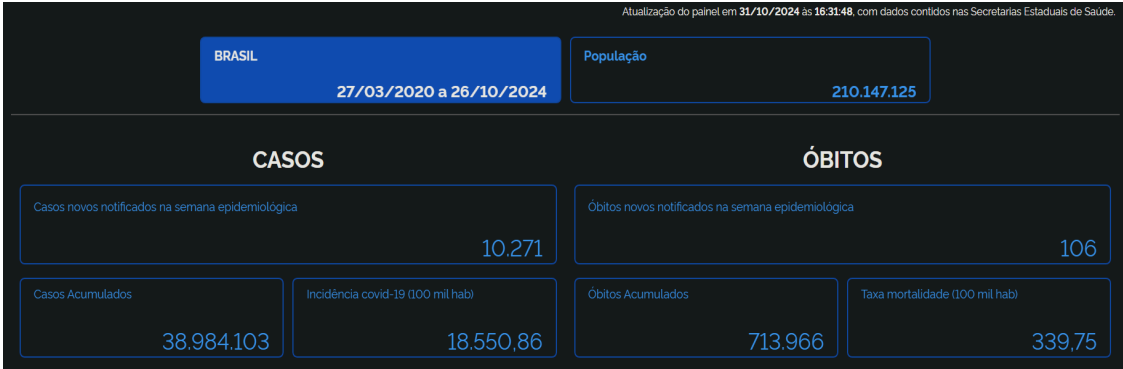 Atualização do painel em 31/10/2024 às 16:31:48, com dados contidos nas Secretarias Estaduais de Saúde.
BRASIL
27/03/2020 a 26/10/2024
População
210.147.125
CASOS
Casos novos notificados na semana epidemiológica
10.271
Casos Acumulados
38.984.103
Incidência covid-19 (100 mil hab)
18.550,86
ÓBITOS
Óbitos novos notificados na semana epidemiológica
106
Óbitos Acumulados
713.966
Taxa mortalidade (100 mil hab)
339,75